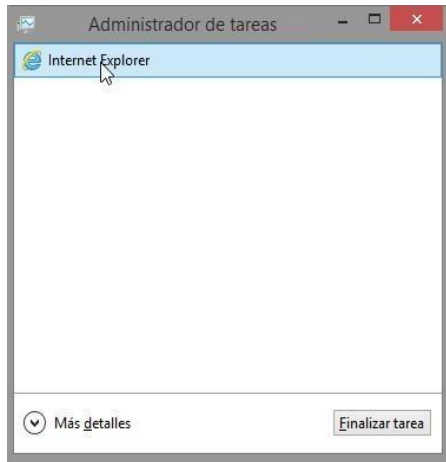 Administrador de tareas
Internet Explorer
Más detalles
Finalizar tarea